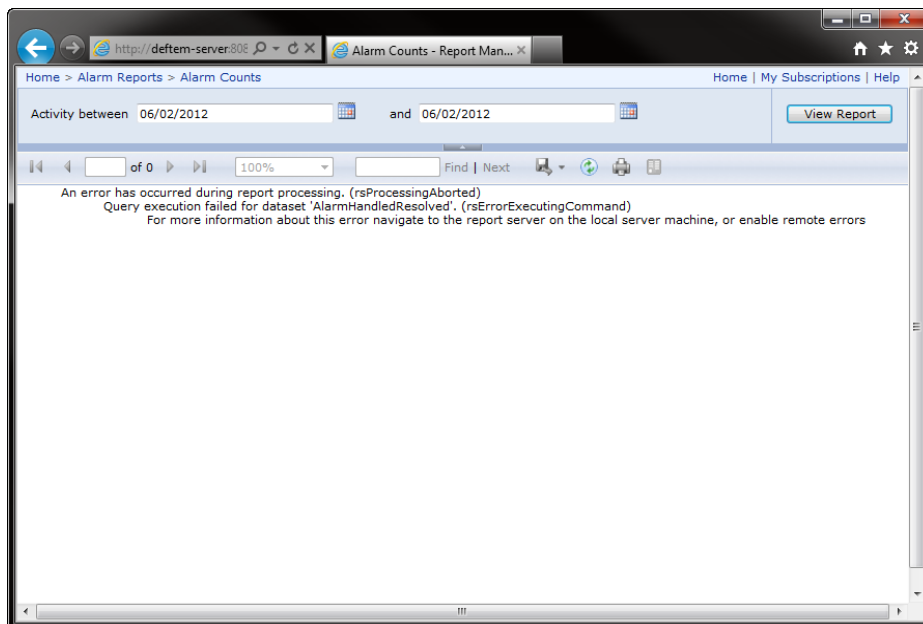 http://deftem-server:808
Alarm Counts - Report Man...
Home > Alarm Reports > Alarm Counts
Home | My Subscriptions | Help
Activity between 06/02/2012 and 06/02/2012 View Report
of 0 100% Find | Next
An error has occurred during report processing. (rsProcessingAborted)
Query execution failed for dataset 'AlarmHandledResolved'. (rsErrorExecutingCommand)
For more information about this error navigate to the report server on the local server machine, or enable remote errors